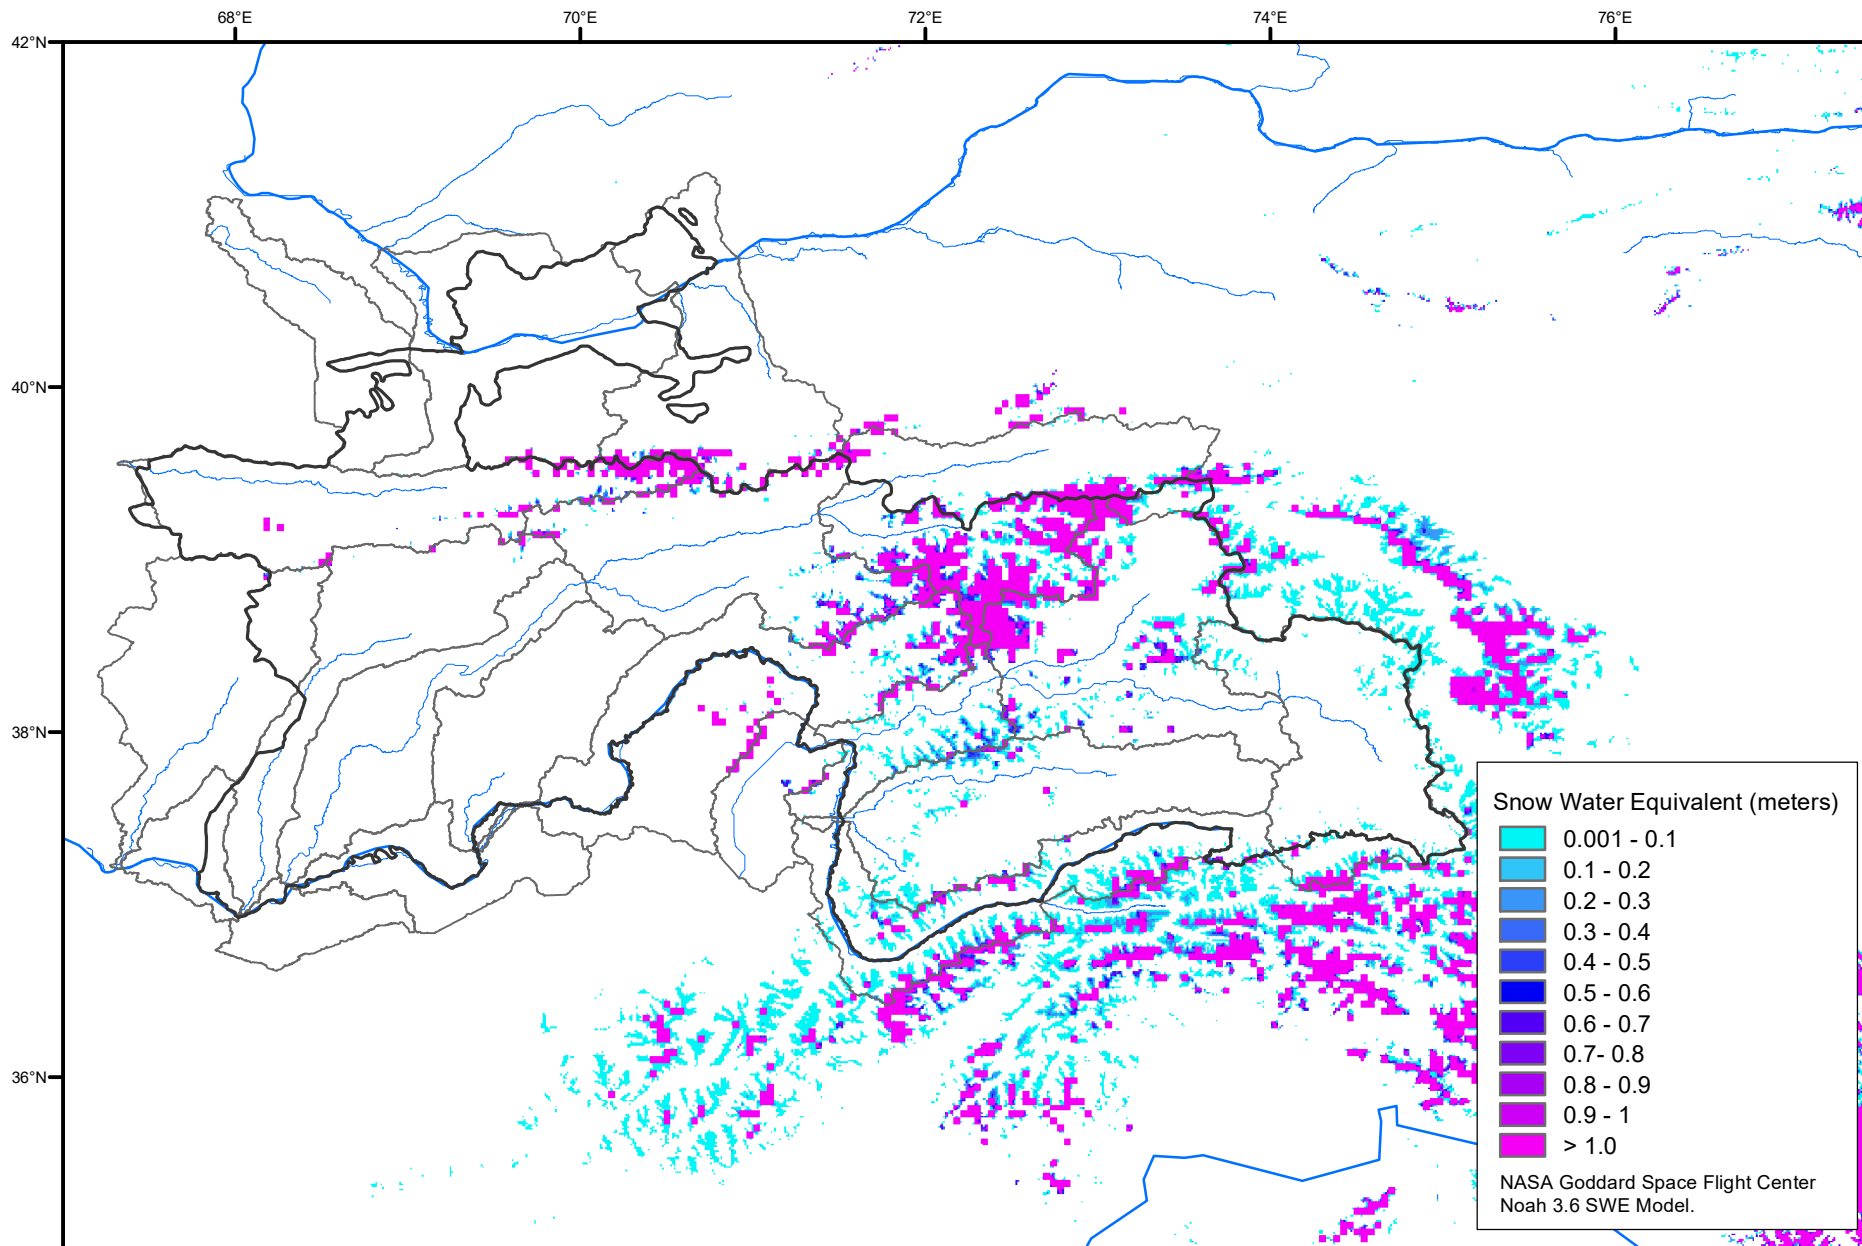 68°E 70°E 72°E 74°E 76°E
42°N
40°N
38°N
36°N
Snow Water Equivalent (meters)
0.001 - 0.1
0.1 - 0.2
0.2 - 0.3
0.3 - 0.4
0.4 - 0.5
0.5 - 0.6
0.6 - 0.7
0.7- 0.8
0.8 - 0.9
0.9 - 1
> 1.0
NASA Goddard Space Flight Center
Noah 3.6 SWE Model.